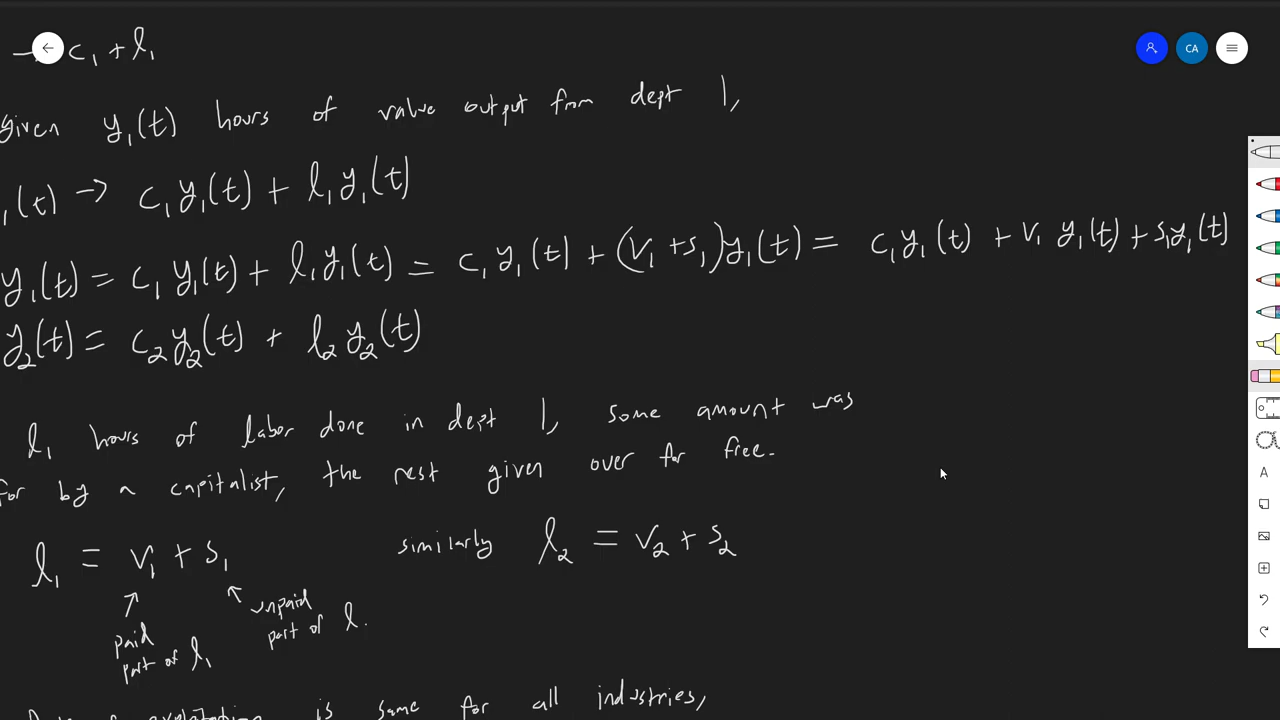 → c₁ + l₁
CA
given y₁(t) hours of value output from dept 1,
₁(t) → c₁y₁(t) + l₁y₁(t)
y₁(t) = c₁y₁(t) + l₁y₁(t) = c₁y₁(t) + (v₁+s₁)y₁(t) = c₁y₁(t) + v₁y₁(t) + s₁y₁(t)
y₂(t) = c₂y₂(t) + l₂y₂(t)
l₁ hours of labor done in dept 1, some amount was
for by a capitalist, the rest given over for free.
l₁ = v₁ + s₁ similarly l₂ = v₂ + s₂
↗ paid part of l₁
↖ unpaid part of l.
is same for all industries,
A